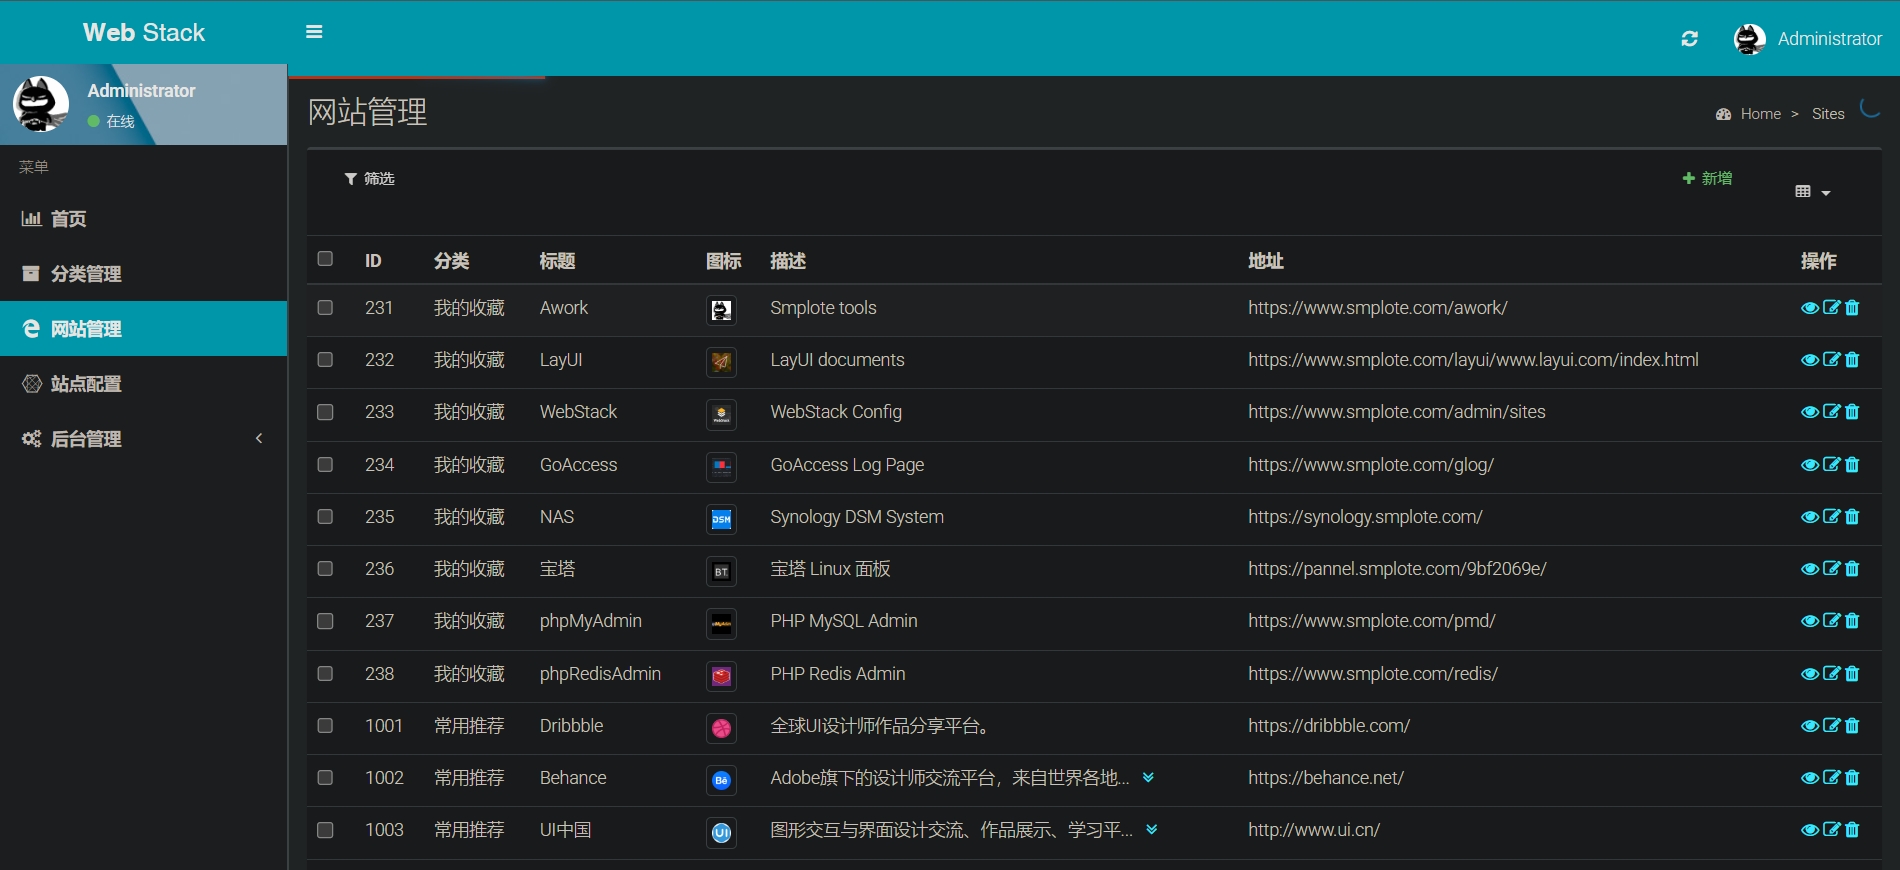 Web Stack
Administrator
Administrator
在线
菜单
首页
分类管理
网站管理
站点配置
后台管理
网站管理
Home > Sites
筛选
新增
ID 分类 标题 图标 描述 地址 操作
231 我的收藏 Awork Smplote tools https://www.smplote.com/awork/
232 我的收藏 LayUI LayUI documents https://www.smplote.com/layui/www.layui.com/index.html
233 我的收藏 WebStack WebStack Config https://www.smplote.com/admin/sites
234 我的收藏 GoAccess GoAccess Log Page https://www.smplote.com/glog/
235 我的收藏 NAS DSM Synology DSM System https://synology.smplote.com/
236 我的收藏 宝塔 BT 宝塔 Linux 面板 https://pannel.smplote.com/9bf2069e/
237 我的收藏 phpMyAdmin PHP MySQL Admin https://www.smplote.com/pmd/
238 我的收藏 phpRedisAdmin PHP Redis Admin https://www.smplote.com/redis/
1001 常用推荐 Dribbble 全球UI设计师作品分享平台。 https://dribbble.com/
1002 常用推荐 Behance Bē Adobe旗下的设计师交流平台，来自世界各地... https://behance.net/
1003 常用推荐 UI中国 UI 图形交互与界面设计交流、作品展示、学习平... http://www.ui.cn/